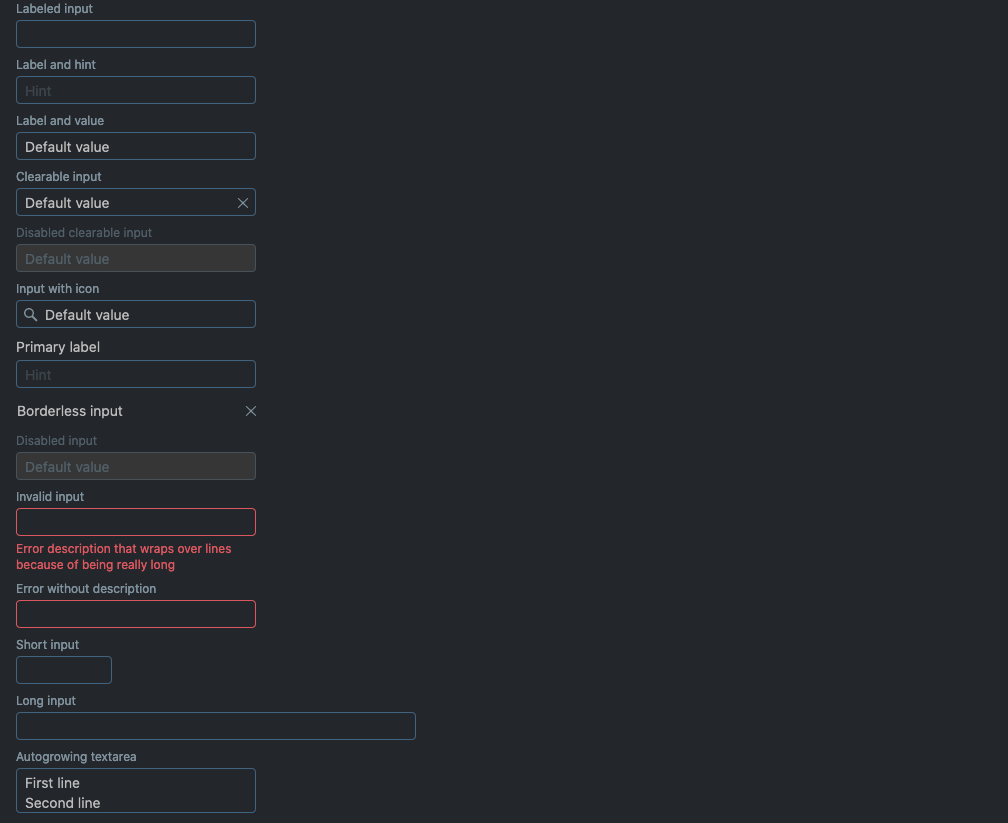 Labeled input
Label and hint
Hint
Label and value
Default value
Clearable input
Default value
Disabled clearable input
Default value
Input with icon
Default value
Primary label
Hint
Borderless input
Disabled input
Default value
Invalid input
Error description that wraps over lines
because of being really long
Error without description
Short input
Long input
Autogrowing textarea
First line
Second line